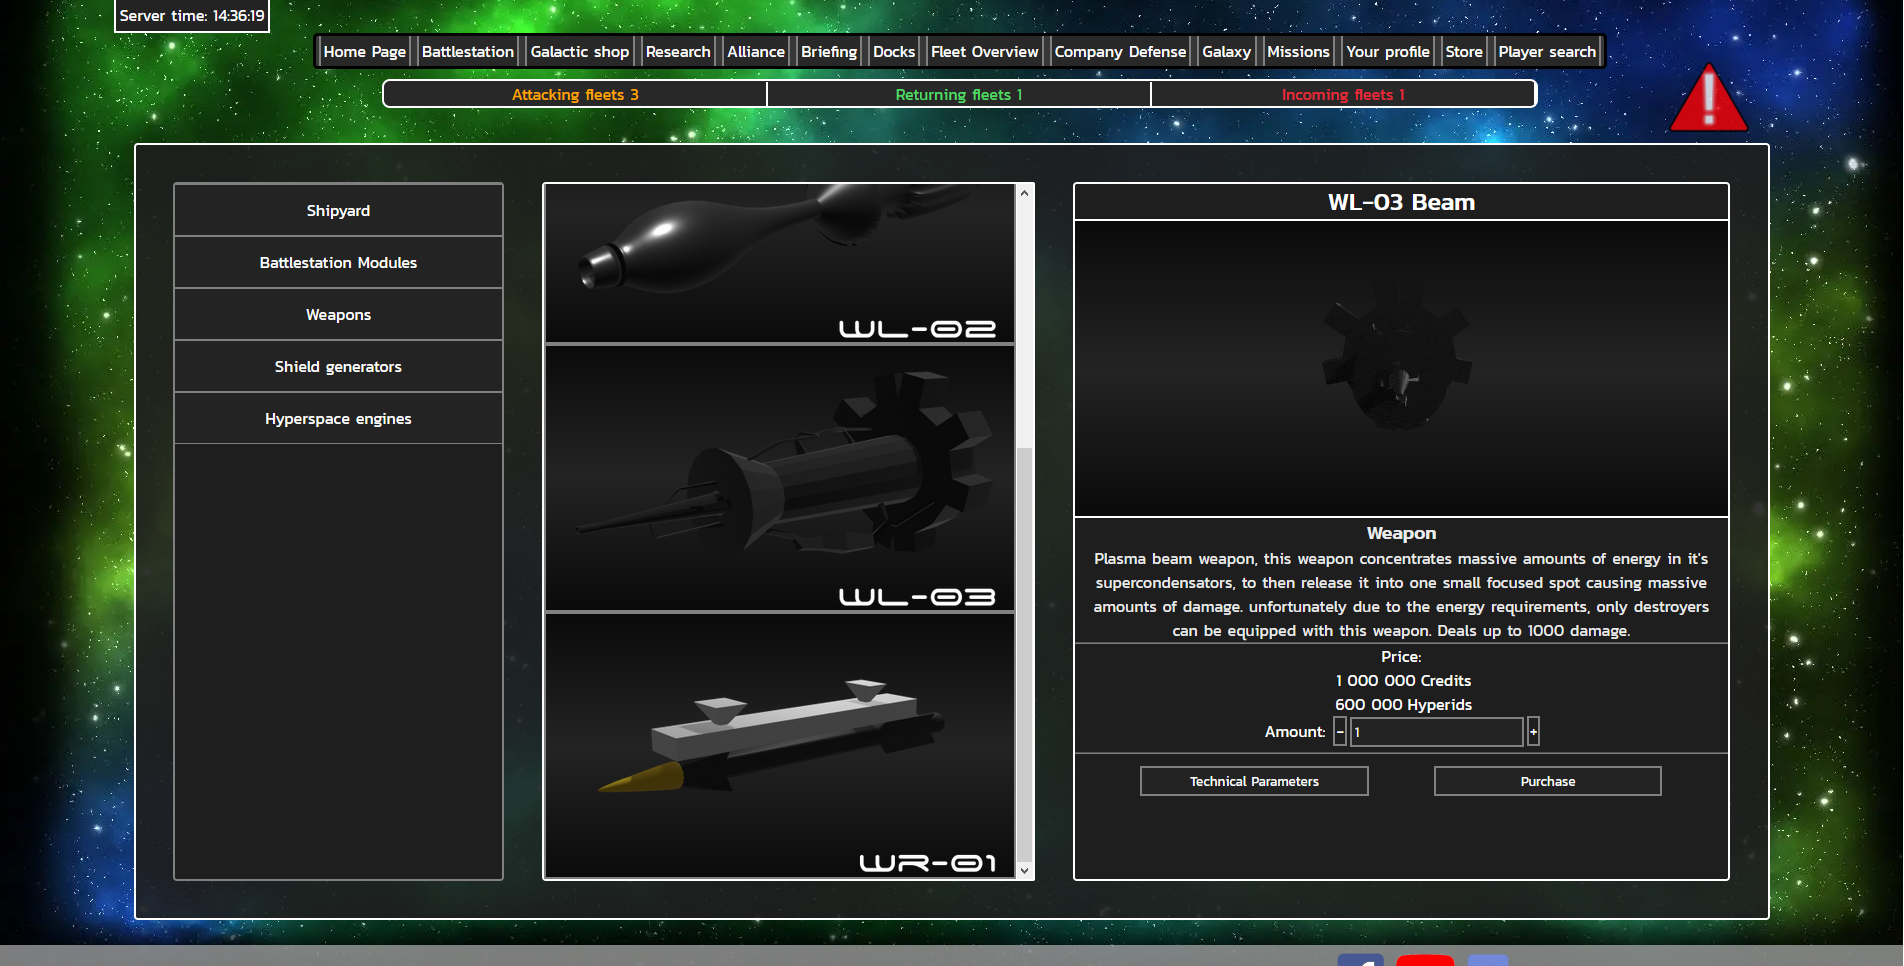 Server time: 14:36:19
Home Page Battlestation Galactic shop Research Alliance Briefing Docks Fleet Overview Company Defense Galaxy Missions Your profile Store Player search
Attacking fleets 3 Returning fleets 1 Incoming fleets 1
Shipyard
Battlestation Modules
Weapons
Shield generators
Hyperspace engines
WL-02
WL-03
WR-01
WL-03 Beam
Weapon
Plasma beam weapon, this weapon concentrates massive amounts of energy in it's
supercondensators, to then release it into one small focused spot causing massive
amounts of damage. unfortunately due to the energy requirements, only destroyers
can be equipped with this weapon. Deals up to 1000 damage.
Price:
1 000 000 Credits
600 000 Hyperids
Amount: - 1 +
Technical Parameters Purchase